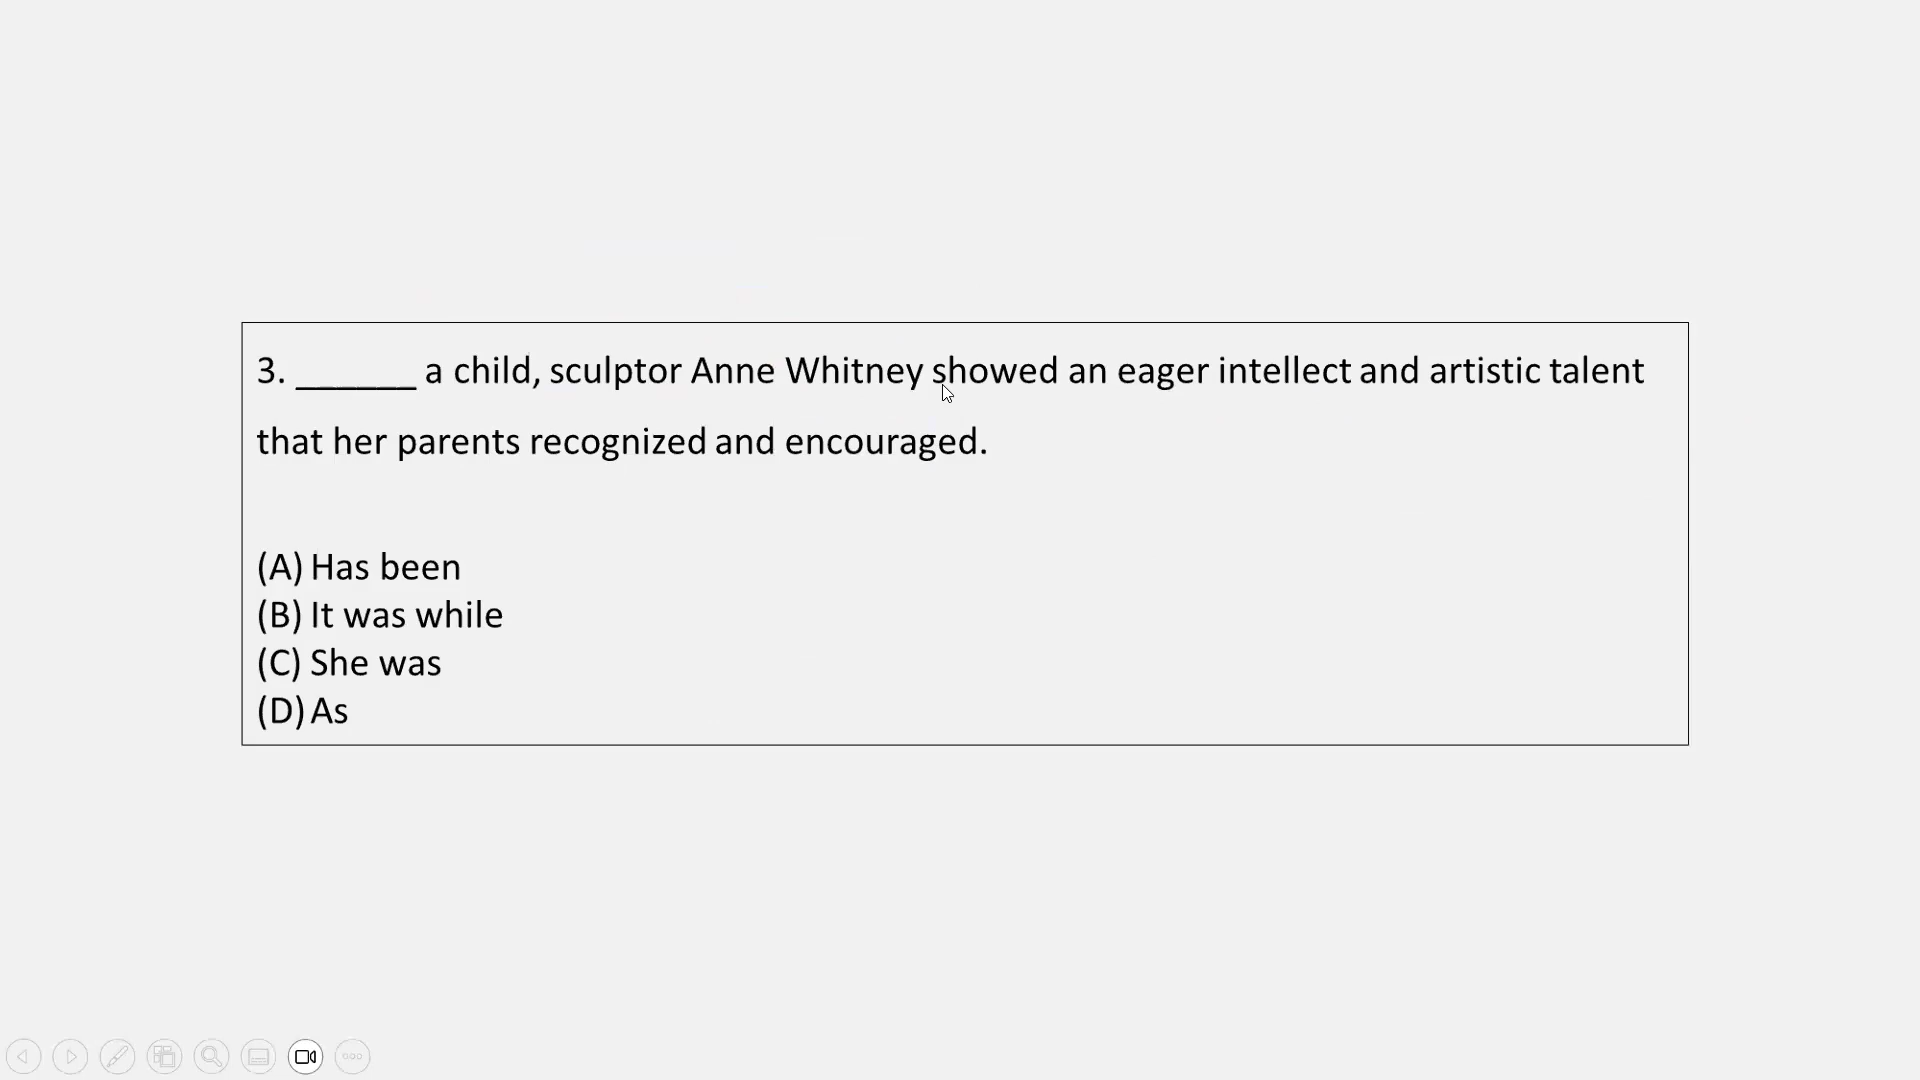 3. ______ a child, sculptor Anne Whitney showed an eager intellect and artistic talent
that her parents recognized and encouraged.
(A) Has been
(B) It was while
(C) She was
(D) As